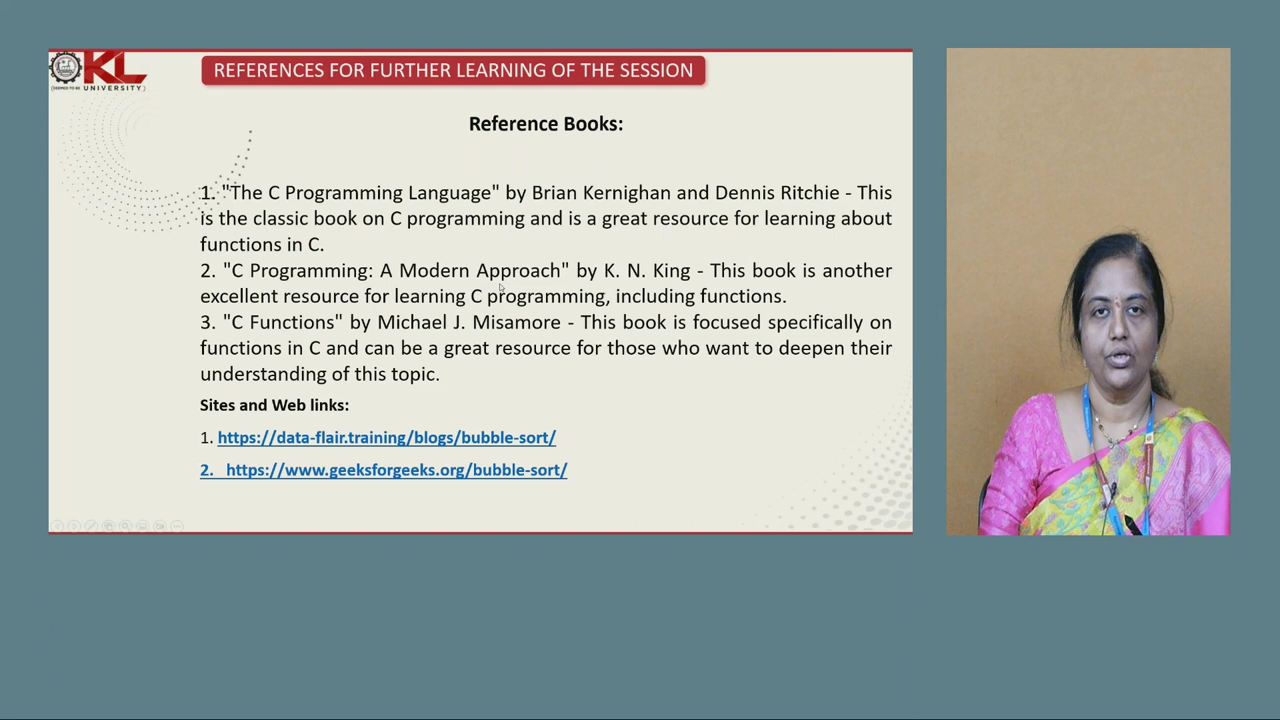 KL
(DEEMED TO BE UNIVERSITY)
REFERENCES FOR FURTHER LEARNING OF THE SESSION
Reference Books:
1. "The C Programming Language" by Brian Kernighan and Dennis Ritchie - This
is the classic book on C programming and is a great resource for learning about
functions in C.
2. "C Programming: A Modern Approach" by K. N. King - This book is another
excellent resource for learning C programming, including functions.
3. "C Functions" by Michael J. Misamore - This book is focused specifically on
functions in C and can be a great resource for those who want to deepen their
understanding of this topic.
Sites and Web links:
1. https://data-flair.training/blogs/bubble-sort/
2. https://www.geeksforgeeks.org/bubble-sort/